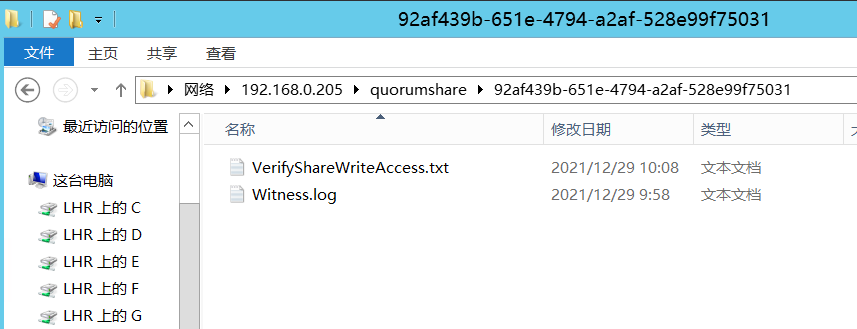 92af439b-651e-4794-a2af-528e99f75031
文件 主页 共享 查看
网络 192.168.0.205 quorumshare 92af439b-651e-4794-a2af-528e99f75031
最近访问的位置
这台电脑
LHR 上的 C
LHR 上的 D
LHR 上的 E
LHR 上的 F
LHR 上的 G
名称 修改日期 类型
VerifyShareWriteAccess.txt 2021/12/29 10:08 文本文档
Witness.log 2021/12/29 9:58 文本文档